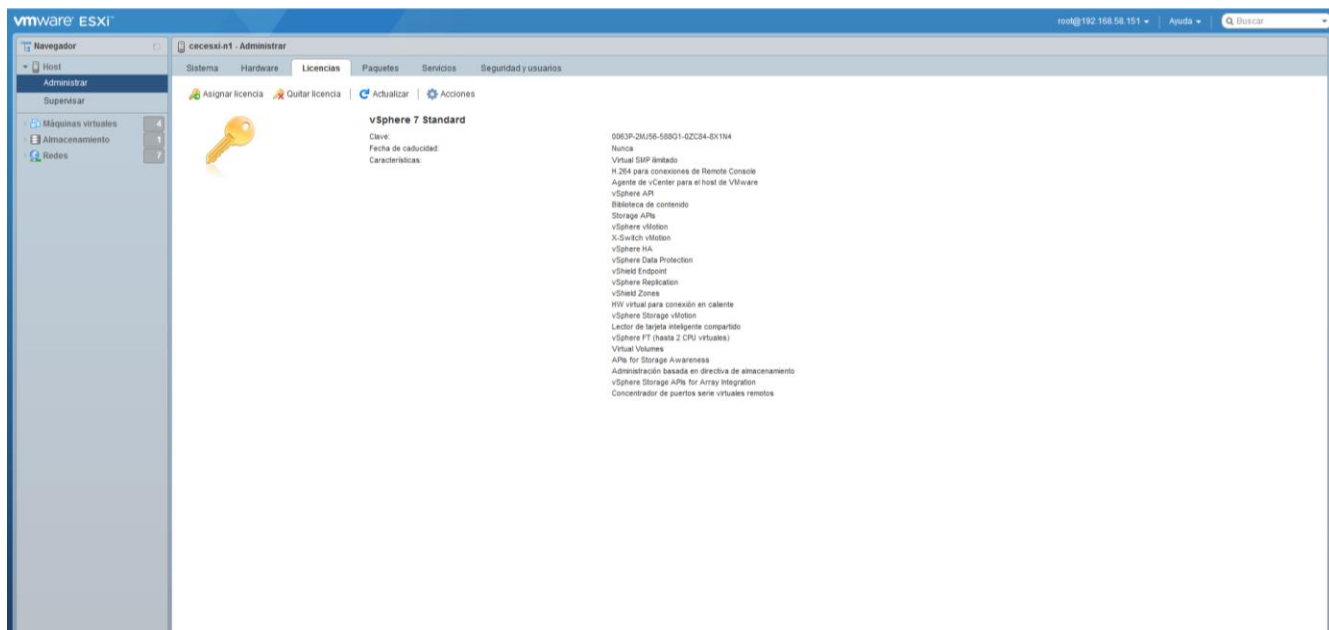 vmware ESXi™
root@192.168.58.151 | Ayuda | Buscar
Navegador
Host
Administrar
Supervisar
Máquinas virtuales 4
Almacenamiento 1
Redes 7
cecesxi-n1 - Administrar
Sistema Hardware Licencias Paquetes Servicios Seguridad y usuarios
Asignar licencia Quitar licencia | Actualizar | Acciones
vSphere 7 Standard
Clave:
Fecha de caducidad: Nunca
Características: Virtual SMP ilimitado
H.264 para conexiones de Remote Console
Agente de vCenter para el host de VMware
vSphere API
Biblioteca de contenido
Storage APIs
vSphere vMotion
X-Switch vMotion
vSphere HA
vSphere Data Protection
vShield Endpoint
vSphere Replication
vShield Zones
HW virtual para conexión en caliente
vSphere Storage vMotion
Lector de tarjeta inteligente compartido
vSphere FT (hasta 2 CPU virtuales)
Virtual Volumes
APIs for Storage Awareness
Administración basada en directiva de almacenamiento
vSphere Storage APIs for Array Integration
Concentrador de puertos serie virtuales remotos